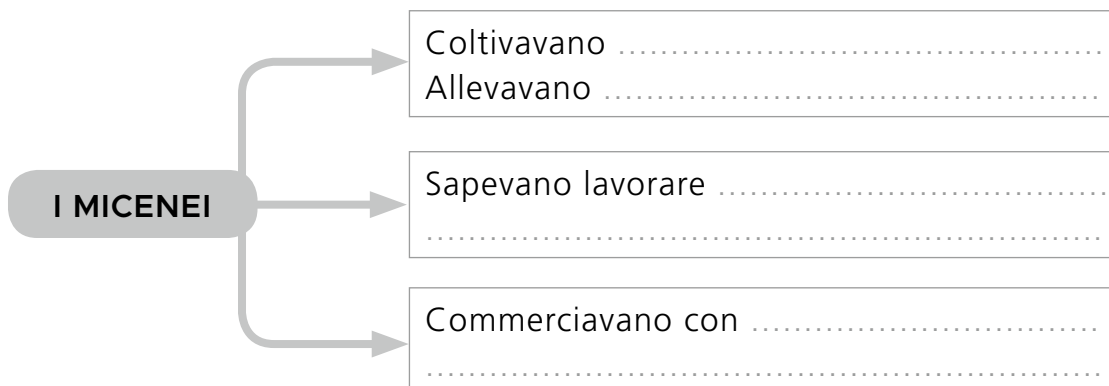 Coltivavano ........................................................
Allevavano ........................................................
I MICENEI
Sapevano lavorare ............................................
..............................................................................
Commerciavano con ........................................
..............................................................................